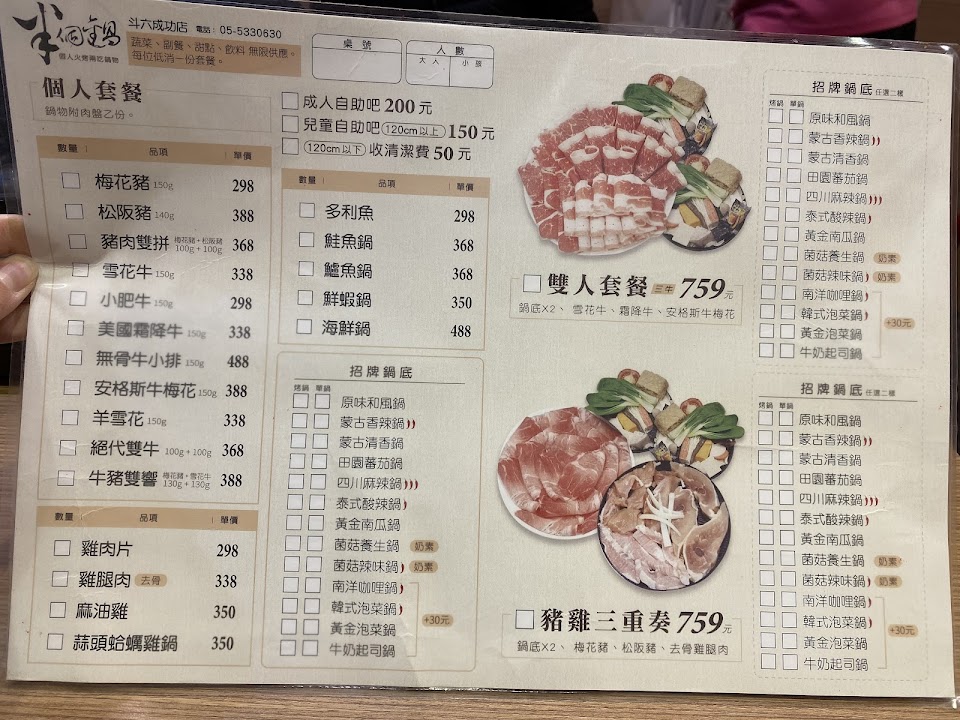 半個鍋
個人火烤兩吃鍋物
斗六成功店 電話: 05-5330630
蔬菜、副餐、甜點、飲料 無限供應。
每位低消一份套餐。
桌號
人數
大人 小孩
個人套餐
鍋物附肉盤乙份。
成人自助吧 200 元
兒童自助吧 120cm以上 150 元
120cm以下 收清潔費 50 元
數量 品項 單價
梅花豬 150g 298
松阪豬 140g 388
豬肉雙拼 梅花豬+松阪豬 100g+100g 368
雪花牛 150g 338
小肥牛 150g 298
美國霜降牛 150g 338
無骨牛小排 150g 488
安格斯牛梅花 150g 388
羊雪花 150g 338
絕代雙牛 100g+100g 368
牛豬雙響 梅花豬+雪花牛 130g+130g 388
數量 品項 單價
雞肉片 298
雞腿肉 去骨 338
麻油雞 350
蒜頭蛤蠣雞鍋 350
數量 品項 單價
多利魚 298
鮭魚鍋 368
鱸魚鍋 368
鮮蝦鍋 350
海鮮鍋 488
招牌鍋底
烤鍋 單鍋
原味和風鍋
蒙古香辣鍋
蒙古清香鍋
田園蕃茄鍋
四川麻辣鍋
泰式酸辣鍋
黃金南瓜鍋
菌菇養生鍋 奶素
菌菇辣味鍋 奶素
南洋咖哩鍋
韓式泡菜鍋
黃金泡菜鍋
牛奶起司鍋
+30元
雙人套餐 三牛 759元
鍋底X2、 雪花牛、霜降牛、安格斯牛梅花
豬雞三重奏 759元
鍋底X2、 梅花豬、松阪豬、去骨雞腿肉
招牌鍋底 任選二種
烤鍋 單鍋
原味和風鍋
蒙古香辣鍋
蒙古清香鍋
田園蕃茄鍋
四川麻辣鍋
泰式酸辣鍋
黃金南瓜鍋
菌菇養生鍋 奶素
菌菇辣味鍋 奶素
南洋咖哩鍋
韓式泡菜鍋
黃金泡菜鍋
牛奶起司鍋
+30元
招牌鍋底 任選二種
烤鍋 單鍋
原味和風鍋
蒙古香辣鍋
蒙古清香鍋
田園蕃茄鍋
四川麻辣鍋
泰式酸辣鍋
黃金南瓜鍋
菌菇養生鍋 奶素
菌菇辣味鍋 奶素
南洋咖哩鍋
韓式泡菜鍋
黃金泡菜鍋
牛奶起司鍋
+30元